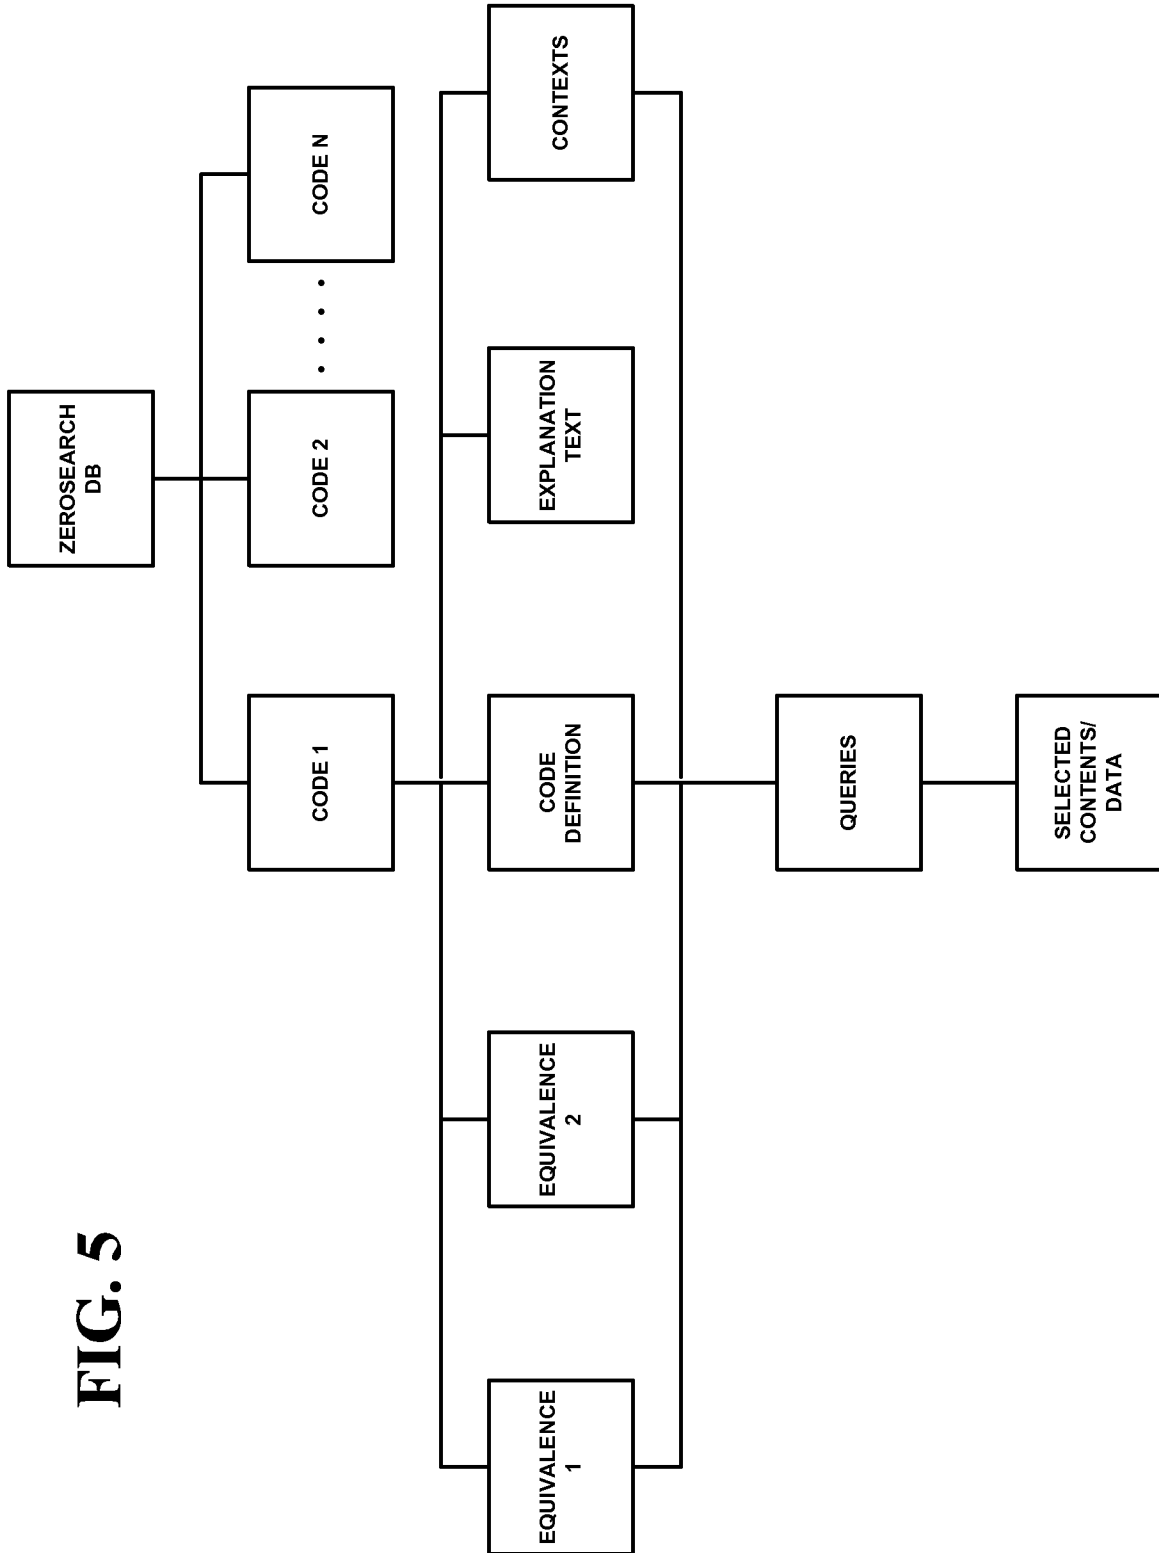 FIG. 5
ZEROSEARCH
DB
CODE 1
CODE 2
. . . .
CODE N
EQUIVALENCE
1
EQUIVALENCE
2
CODE
DEFINITION
EXPLANATION
TEXT
CONTEXTS
QUERIES
SELECTED
CONTENTS/
DATA